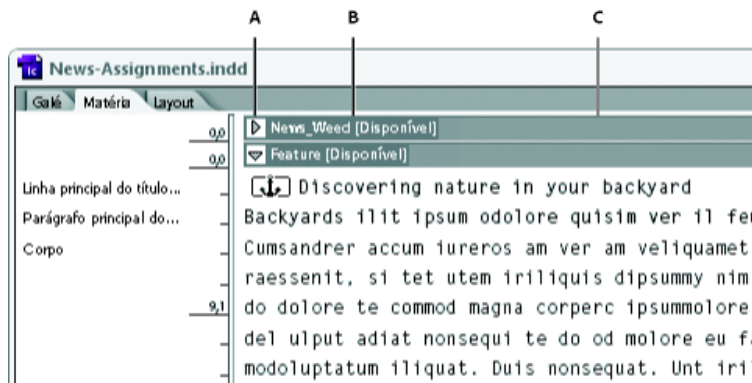 A B C
Ic News-Assignments.indd
Galé Matéria Layout
0,0 News_Weed [Disponível]
0,0 Feature [Disponível]
Linha principal do título... Discovering nature in your backyard
Parágrafo principal do... Backyards ilit ipsum odolore quisim ver il feu
Corpo Cumsandrer accum iureros am ver am veliquamet
raessenit, si tet utem iriliquis dipsummy nim
9,1 do dolore te commod magna corperc ipsummolore
del ulput adiat nonsequi te do od molore eu
modoluptatum iliquat. Duis nonsequat. Unt